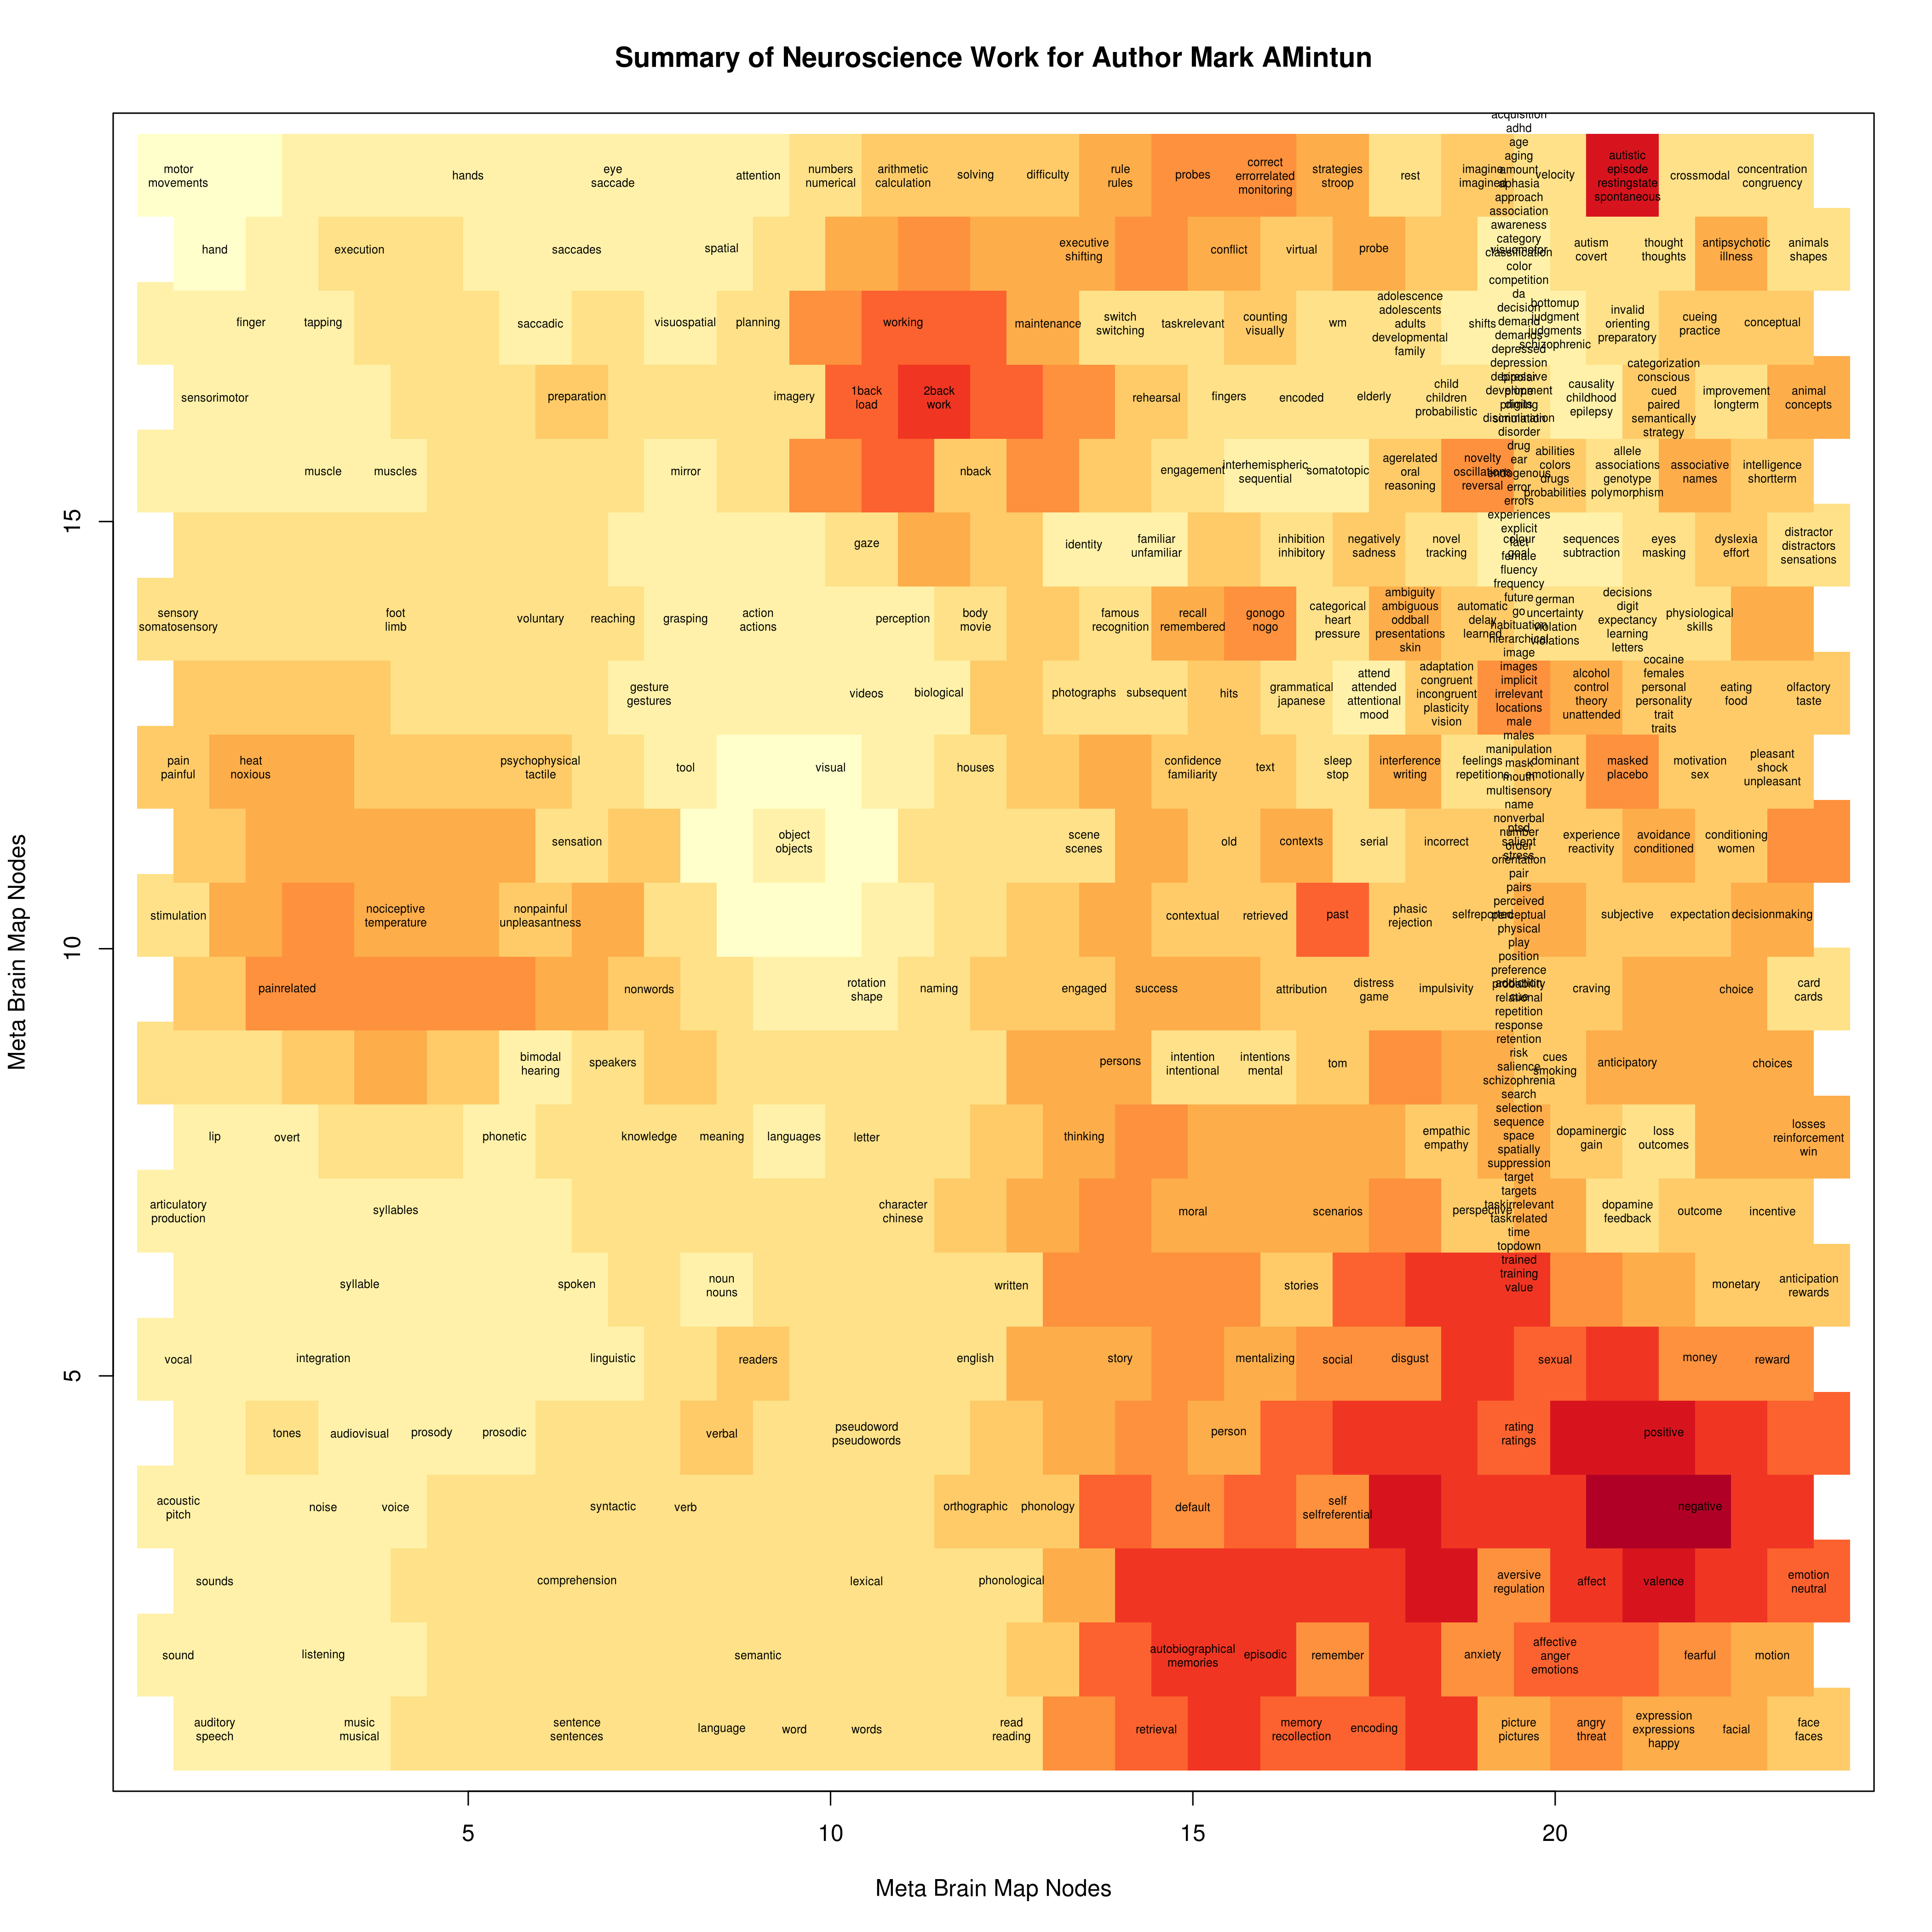 Summary of Neuroscience Work for Author Mark AMintun
motor
movements
hands
eye
saccade
attention
numbers
numerical
arithmetic
calculation
solving
difficulty
rule
rules
probes
correct
errorrelated
monitoring
strategies
stroop
rest
imagine
imagined
velocity
autistic
episode
restingstate
spontaneous
crossmodal
concentration
congruency
hand
execution
saccades
spatial
executive
shifting
conflict
virtual
probe
visuomotor
autism
covert
thought
thoughts
antipsychotic
illness
animals
shapes
finger
tapping
saccadic
visuospatial
planning
working
maintenance
switch
switching
taskrelevant
counting
visually
wm
adolescence
adolescents
adults
developmental
family
shifts
bottomup
judgment
judgments
schizophrenic
invalid
orienting
preparatory
cueing
practice
conceptual
sensorimotor
preparation
imagery
1back
load
2back
work
rehearsal
fingers
encoded
elderly
child
children
probabilistic
causality
childhood
epilepsy
categorization
conscious
cued
paired
semantically
strategy
improvement
longterm
animal
concepts
muscle
muscles
mirror
nback
engagement
interhemispheric
sequential
somatotopic
agerelated
oral
reasoning
novelty
oscillations
reversal
abilities
colors
drugs
probabilities
allele
associations
genotype
polymorphism
associative
names
intelligence
shortterm
gaze
identity
familiar
unfamiliar
inhibition
inhibitory
negatively
sadness
novel
tracking
colour
goal
sequences
subtraction
eyes
masking
dyslexia
effort
distractor
distractors
sensations
sensory
somatosensory
foot
limb
voluntary
reaching
grasping
action
actions
perception
body
movie
famous
recognition
recall
remembered
gonogo
nogo
categorical
heart
pressure
ambiguity
ambiguous
oddball
presentations
skin
automatic
delay
learned
german
uncertainty
violation
violations
decisions
digit
expectancy
learning
letters
physiological
skills
gesture
gestures
videos
biological
photographs
subsequent
hits
grammatical
japanese
attend
attended
attentional
mood
adaptation
congruent
incongruent
plasticity
vision
alcohol
control
theory
unattended
cocaine
females
personal
personality
trait
traits
eating
food
olfactory
taste
pain
painful
heat
noxious
psychophysical
tactile
tool
visual
houses
confidence
familiarity
text
sleep
stop
interference
writing
feelings
repetitions
dominant
emotionally
masked
placebo
motivation
sex
pleasant
shock
unpleasant
sensation
object
objects
scene
scenes
old
contexts
serial
incorrect
ptsd
salient
stress
experience
reactivity
avoidance
conditioned
conditioning
women
stimulation
nociceptive
temperature
nonpainful
unpleasantness
contextual
retrieved
past
phasic
rejection
selfreported
subjective
expectation
decisionmaking
painrelated
nonwords
rotation
shape
naming
engaged
success
attribution
distress
game
impulsivity
craving
choice
card
cards
bimodal
hearing
speakers
persons
intention
intentional
intentions
mental
tom
cues
smoking
anticipatory
choices
lip
overt
phonetic
knowledge
meaning
languages
letter
thinking
empathic
empathy
dopaminergic
gain
loss
outcomes
losses
reinforcement
win
articulatory
production
syllables
character
chinese
moral
scenarios
perspective
dopamine
feedback
outcome
incentive
syllable
spoken
noun
nouns
written
stories
monetary
anticipation
rewards
vocal
integration
linguistic
readers
english
story
mentalizing
social
disgust
sexual
money
reward
tones
audiovisual
prosody
prosodic
verbal
pseudoword
pseudowords
person
rating
ratings
positive
acoustic
pitch
noise
voice
syntactic
verb
orthographic
phonology
default
self
selfreferential
negative
sounds
comprehension
lexical
phonological
aversive
regulation
affect
valence
emotion
neutral
sound
listening
semantic
autobiographical
memories
episodic
remember
anxiety
affective
anger
emotions
fearful
motion
auditory
speech
music
musical
sentence
sentences
language
word
words
read
reading
retrieval
memory
recollection
encoding
picture
pictures
angry
threat
expression
expressions
happy
facial
face
faces
acquisition
adhd
age
aging
amount
aphasia
approach
association
awareness
category
classification
color
competition
da
decision
demand
demands
depressed
depression
depressive
development
digits
discrimination
disorder
drug
ear
endogenous
error
errors
experiences
explicit
fact
female
fluency
frequency
future
go
habituation
hierarchical
image
images
implicit
irrelevant
locations
male
males
manipulation
mask
mouth
multisensory
name
nonverbal
number
order
orientation
pair
pairs
perceived
perceptual
physical
play
position
preference
probability
relational
repetition
response
retention
risk
salience
schizophrenia
search
selection
sequence
space
spatially
suppression
target
targets
taskirrelevant
taskrelated
time
topdown
trained
training
value
5
10
15
20
Meta Brain Map Nodes
5
10
15
Meta Brain Map Nodes